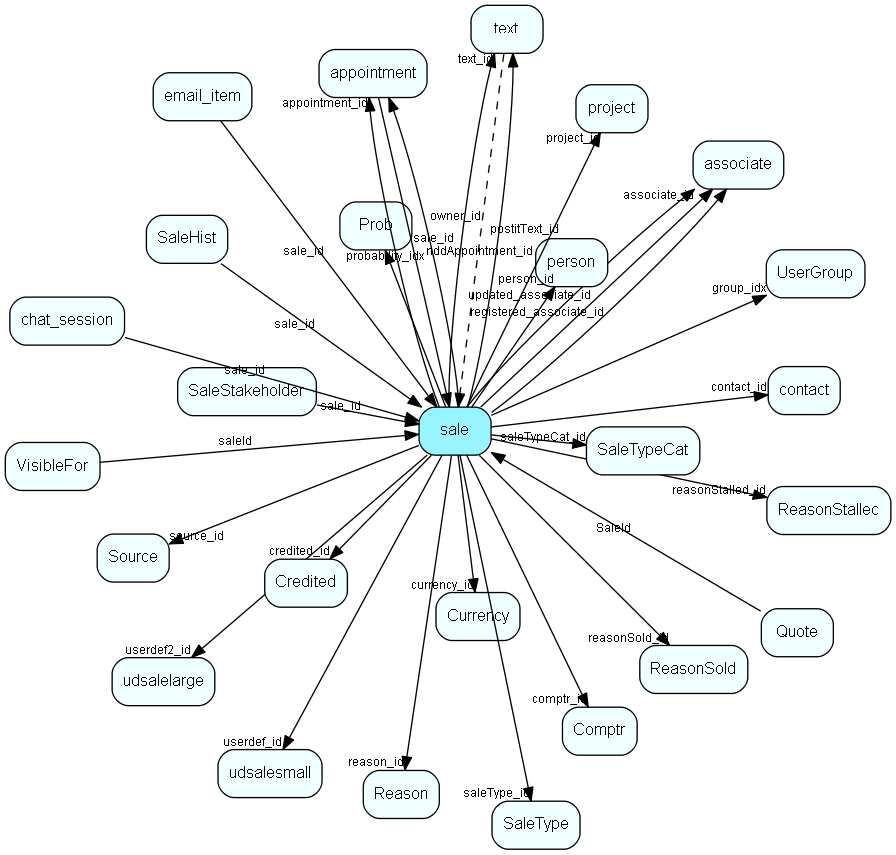 text
text_id
appointment
email_item
appointment_id
project
project_id
associate
associate_id
SaleHist
Prob
owner_id
postitText_id
sale_id
nddAppointment_id
probability_idx
sale_id
person
person_id
UserGroup
group_idx
updated_associate_id
registered_associate_id
chat_session
sale_id
sale_id
SaleStakeholder
sale_id
contact
contact_id
sale
saleId
VisibleFor
saleTypeCat_id
SaleTypeCat
reasonStalled_id
ReasonStallec
source_id
Source
credited_id
Credited
SaleId
currency_id
Currency
Quote
userdef2_id
udsalelarge
reasonSold_id
ReasonSold
comptr_id
Comptr
userdef_id
udsalesmall
reason_id
Reason
saleType_id
SaleType